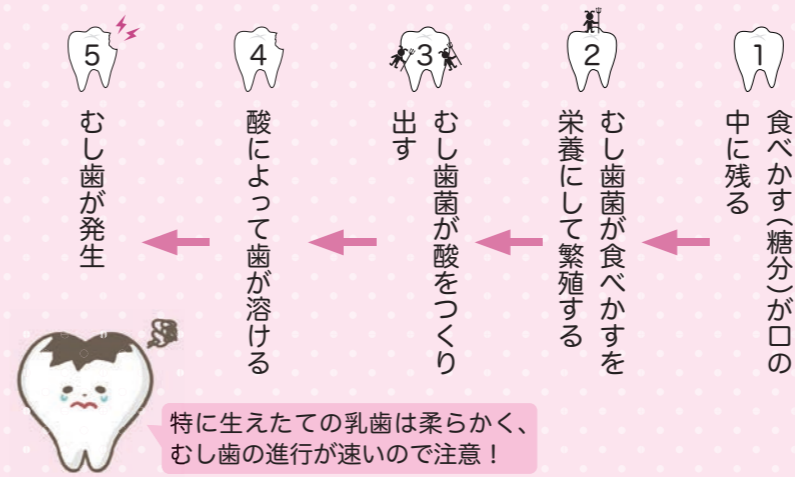 1
食べかす(糖分)が口の
中に残る
2
むし歯菌が食べかすを
栄養にして繁殖する
3
むし歯菌が酸をつくり
出す
4
酸によって歯が溶ける
5
むし歯が発生
特に生えたての乳歯は柔らかく、
むし歯の進行が速いので注意！